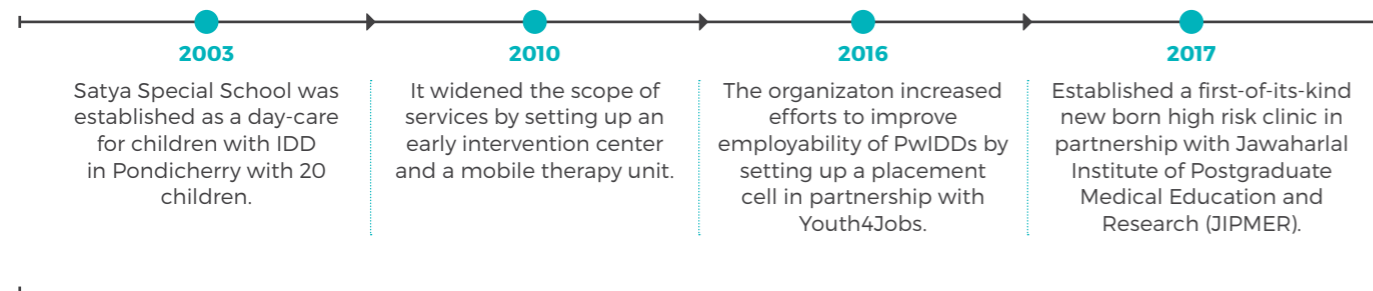 2003
Satya Special School was
established as a day-care
for children with IDD
in Pondicherry with 20
children.
2010
It widened the scope of
services by setting up an
early intervention center
and a mobile therapy unit.
2016
The organizaton increased
efforts to improve
employability of PwIDDs by
setting up a placement
cell in partnership with
Youth4Jobs.
2017
Established a first-of-its-kind
new born high risk clinic in
partnership with Jawaharlal
Institute of Postgraduate
Medical Education and
Research (JIPMER).